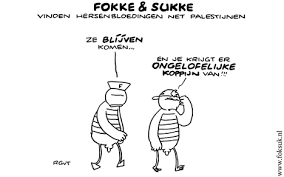 FOKKE & SUKKE
VINDEN HERSENBLOEDINGEN NET PALESTIJNEN
ZE BLIJVEN
KOMEN...
EN JE KRIJGT ER
ONGELOFELIJKE
KOPPIJN VAN!!!
F
RGVT
www.foksuk.nl